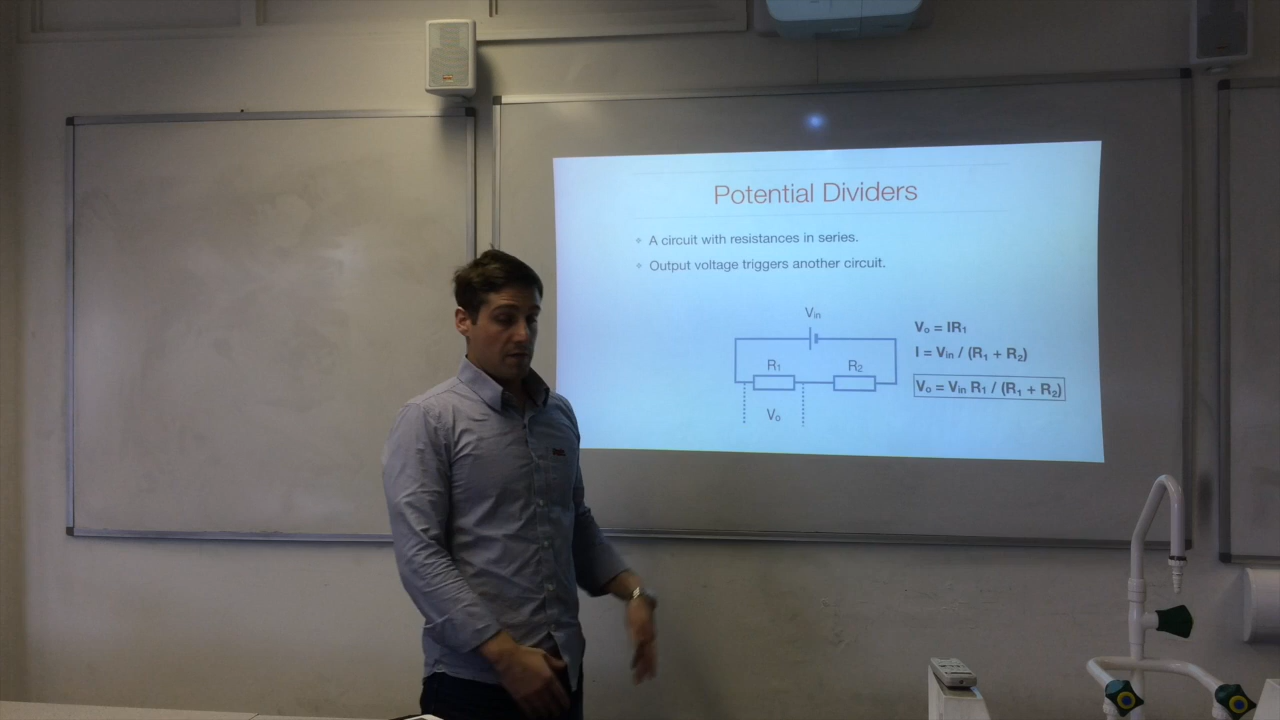 Potential Dividers
A circuit with resistances in series.
Output voltage triggers another circuit.
Vin
R1
R2
Vo
Vo = IR1
I = Vin / (R1 + R2)
Vo = Vin R1 / (R1 + R2)